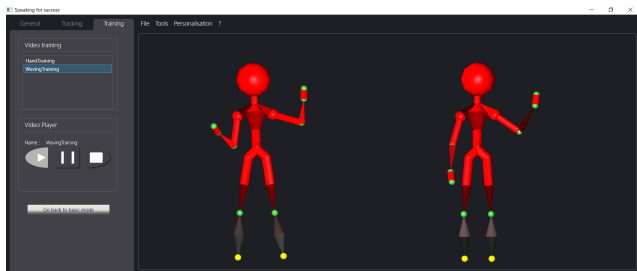 Speaking for success
General Tracking Training File Tools Personalisation ?
Video training
HandTraining
WavingTraining
Video Player
Name : WavingTraining
Go back to basic mode